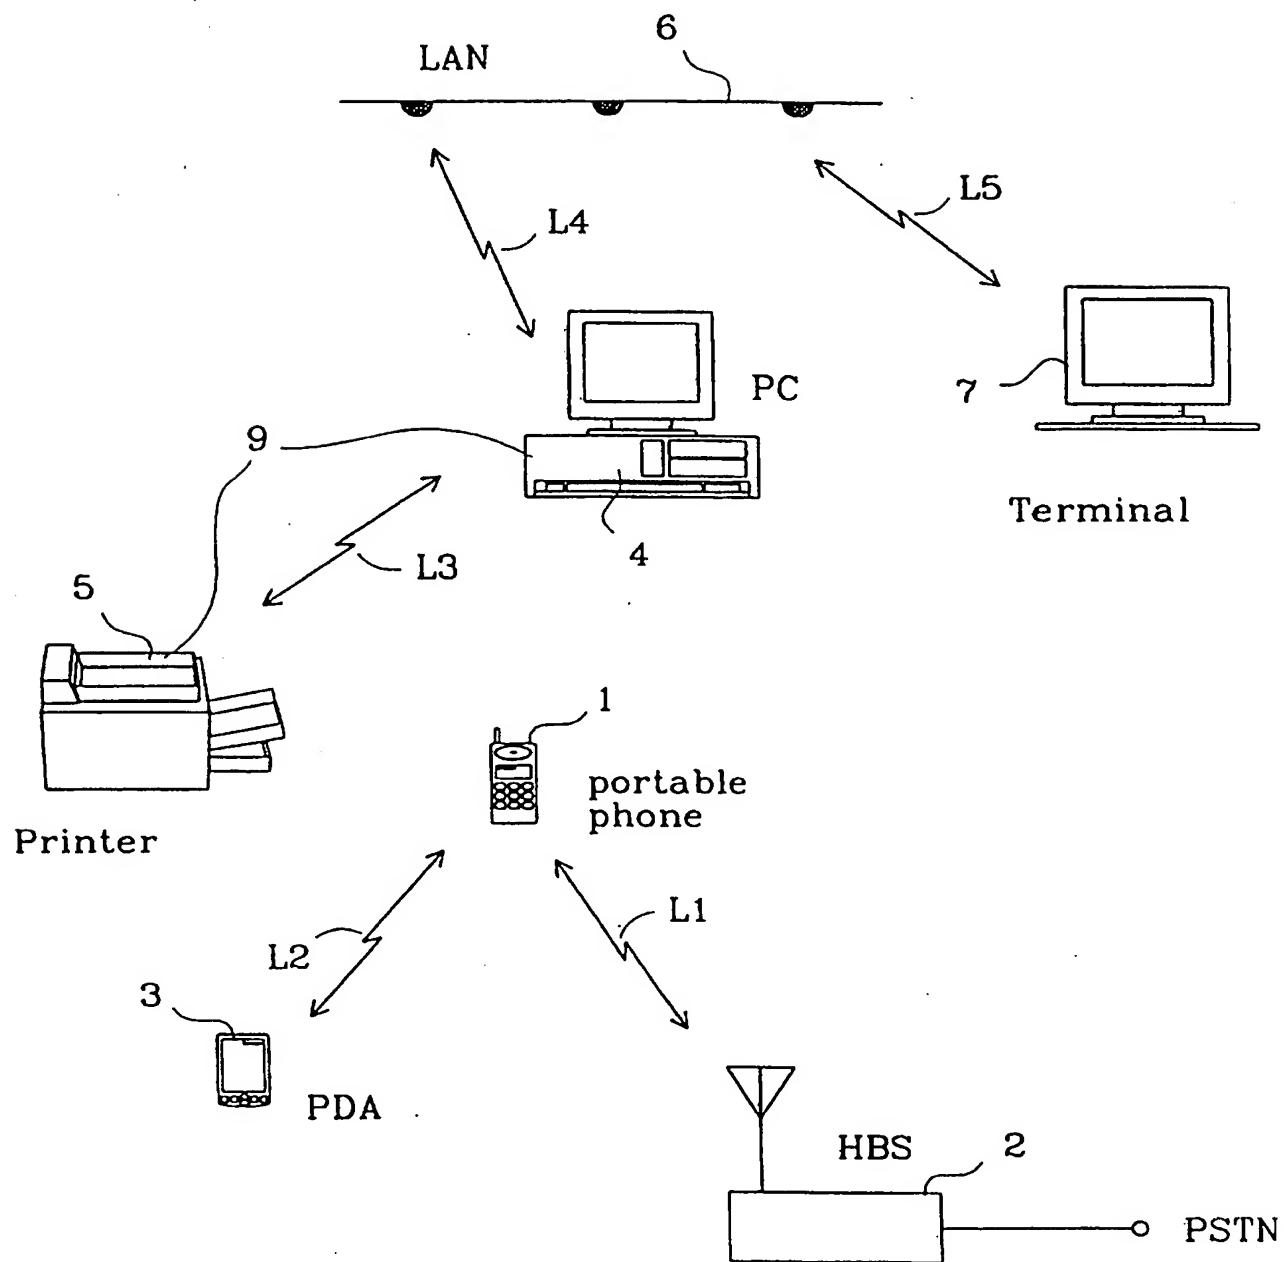 6
LAN
L5
L4
7
PC
9
Terminal
4
L3
5
1
portable
phone
Printer
L1
L2
3
PDA
HBS
2
PSTN